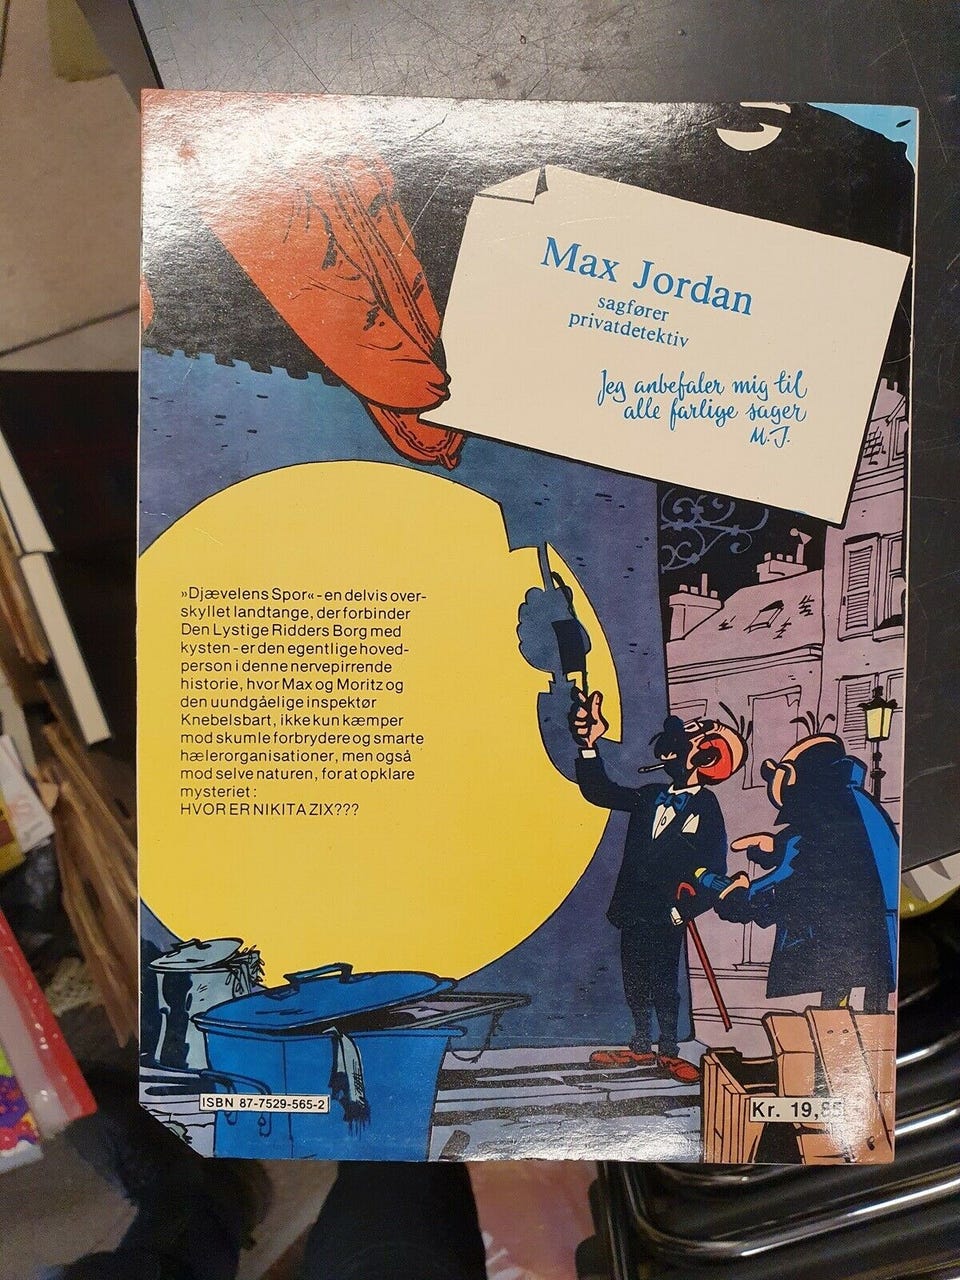 Max Jordan
sagfører
privatdetektiv
Jeg anbefaler mig til
alle farlige sager
M.J.
»Djævelens Spor« - en delvis over-
skyllet landtange, der forbinder
Den Lystige Ridders Borg med
kysten - er den egentlige hoved-
person i denne nervepirrende
historie, hvor Max og Moritz og
den uundgåelige inspektør
Knebelsbart, ikke kun kæmper
mod skumle forbrydere og smarte
hælerorganisationer, men også
mod selve naturen, for at opklare
mysteriet :
HVOR ER NIKITA ZIX???
ISBN 87-7529-565-2
Kr. 19,85